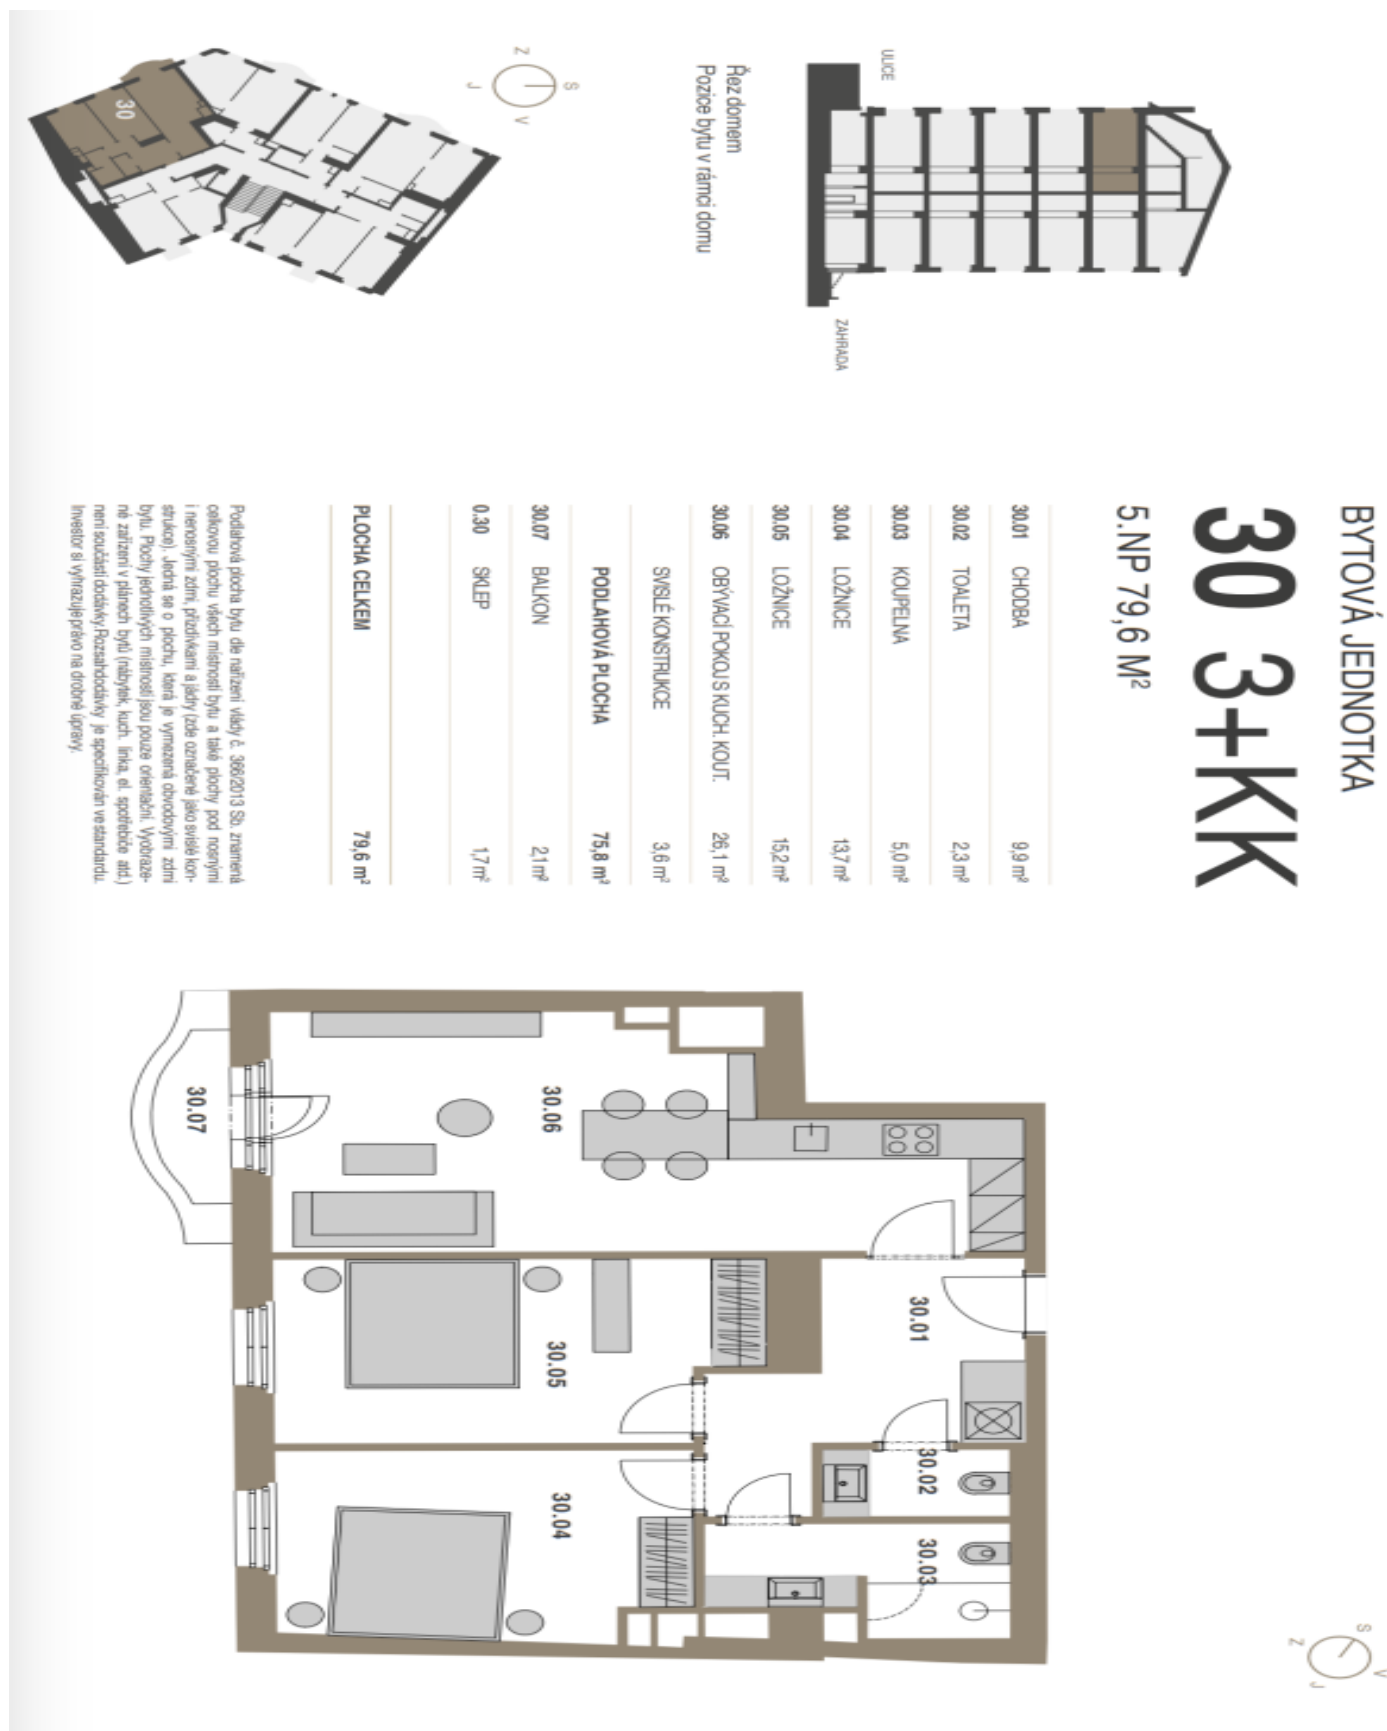 BYTOVÁ JEDNOTKA
30 3+KK
5.NP 79,6 M²
30.01 CHODBA 9,9 m²
30.02 TOALETA 2,3 m²
30.03 KOUPELNA 5,0 m²
30.04 LOŽNICE 13,7 m²
30.05 LOŽNICE 15,2 m²
30.06 OBÝVACÍ POKOJ S KUCH. KOUT. 26,1 m²
SVISLÉ KONSTRUKCE 3,6 m²
PODLAHOVÁ PLOCHA 75,8 m²
30.07 BALKON 2,1 m²
0.30 SKLEP 1,7 m²
PLOCHA CELKEM 79,6 m²
Podlahová plocha bytu dle nařízení vlády č. 366/2013 Sb. znamená
celkovou plochu všech místností bytu a také plochy pod nosnými
i nenosnými zdmi, přizdívkami a jádry (zde označené jako svislé kon-
strukce). Jedná se o plochu, která je vymezená obvodovými zdmi
bytu. Plochy jednotlivých místností jsou pouze orientační. Vyobraze-
né zařízení v plánech bytů (nábytek, kuch. linka, el. spotřebiče atd.)
není součástí dodávky. Rozsah dodávky je specifikován ve standardu.
Investor si vyhrazuje právo na drobné úpravy.
ULICE
ZAHRADA
Řez domem
Pozice bytu v rámci domu
S
Z
V
J
30
S
V
Z
J
30.01
30.02
30.03
30.04
30.05
30.06
30.07